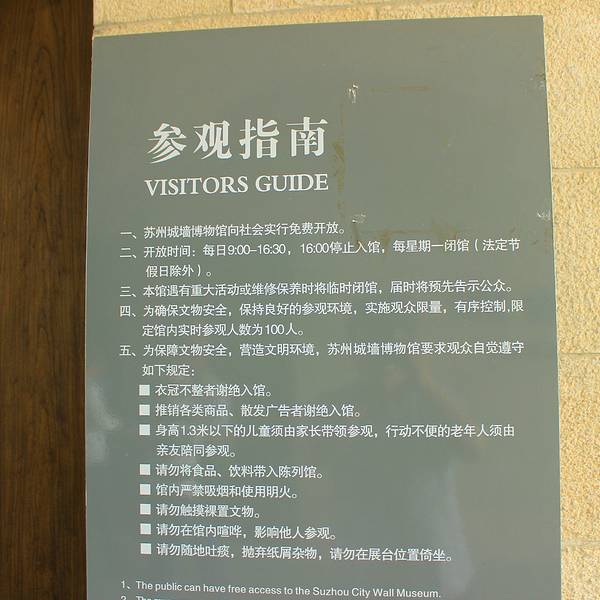 参观指南
VISITORS GUIDE
一、苏州城墙博物馆向社会实行免费开放。
二、开放时间：每日9:00-16:30，16:00停止入馆，每星期一闭馆（法定节
假日除外）。
三、本馆遇有重大活动或维修保养时将临时闭馆，届时将预先告示公众。
四、为确保文物安全，保持良好的参观环境，实施观众限量，有序控制,限
定馆内实时参观人数为100人。
五、为保障文物安全，营造文明环境，苏州城墙博物馆要求观众自觉遵守
如下规定：
■ 衣冠不整者谢绝入馆。
■ 推销各类商品、散发广告者谢绝入馆。
■ 身高1.3米以下的儿童须由家长带领参观，行动不便的老年人须由
亲友陪同参观。
■ 请勿将食品、饮料带入陈列馆。
■ 馆内严禁吸烟和使用明火。
■ 请勿触摸裸置文物。
■ 请勿在馆内喧哗，影响他人参观。
■ 请勿随地吐痰，抛弃纸屑杂物，请勿在展台位置倚坐。
1、The public can have free access to the Suzhou City Wall Museum.